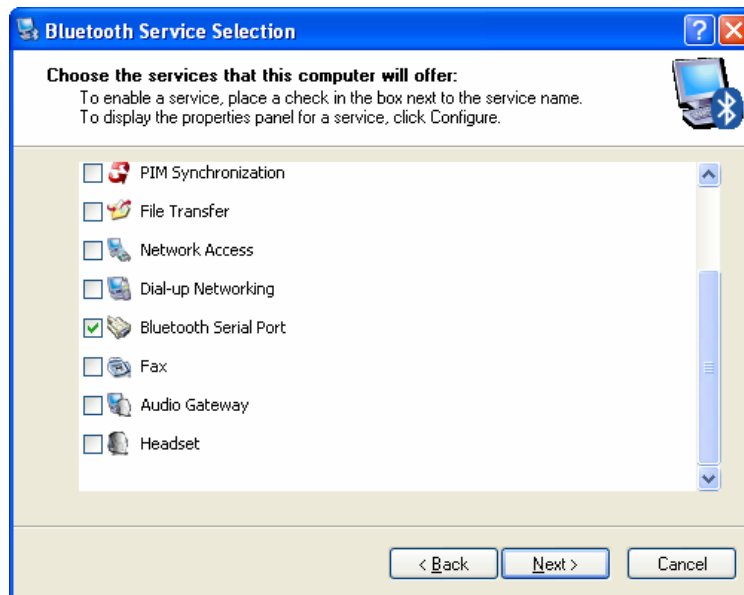 Bluetooth Service Selection
Choose the services that this computer will offer:
To enable a service, place a check in the box next to the service name.
To display the properties panel for a service, click Configure.
PIM Synchronization
File Transfer
Network Access
Dial-up Networking
Bluetooth Serial Port
Fax
Audio Gateway
Headset
< Back
Next >
Cancel